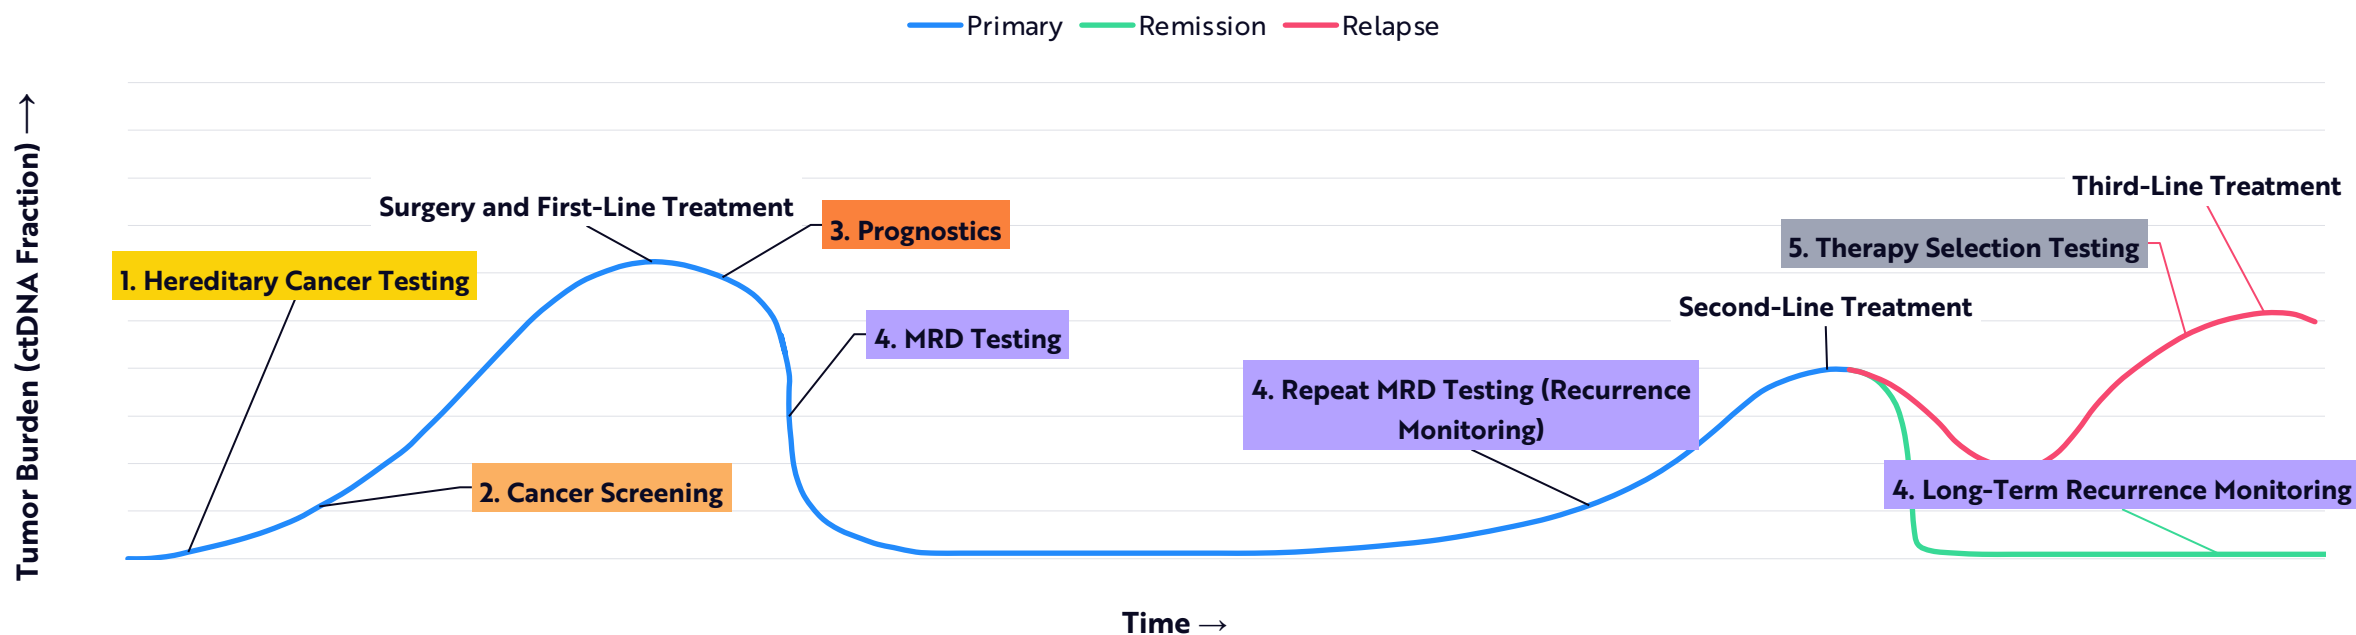 Primary
Remission
Relapse
Tumor Burden (ctDNA Fraction) →
Surgery and First-Line Treatment
3. Prognostics
1. Hereditary Cancer Testing
4. MRD Testing
2. Cancer Screening
4. Repeat MRD Testing (Recurrence
Monitoring)
Second-Line Treatment
5. Therapy Selection Testing
Third-Line Treatment
4. Long-Term Recurrence Monitoring
Time →